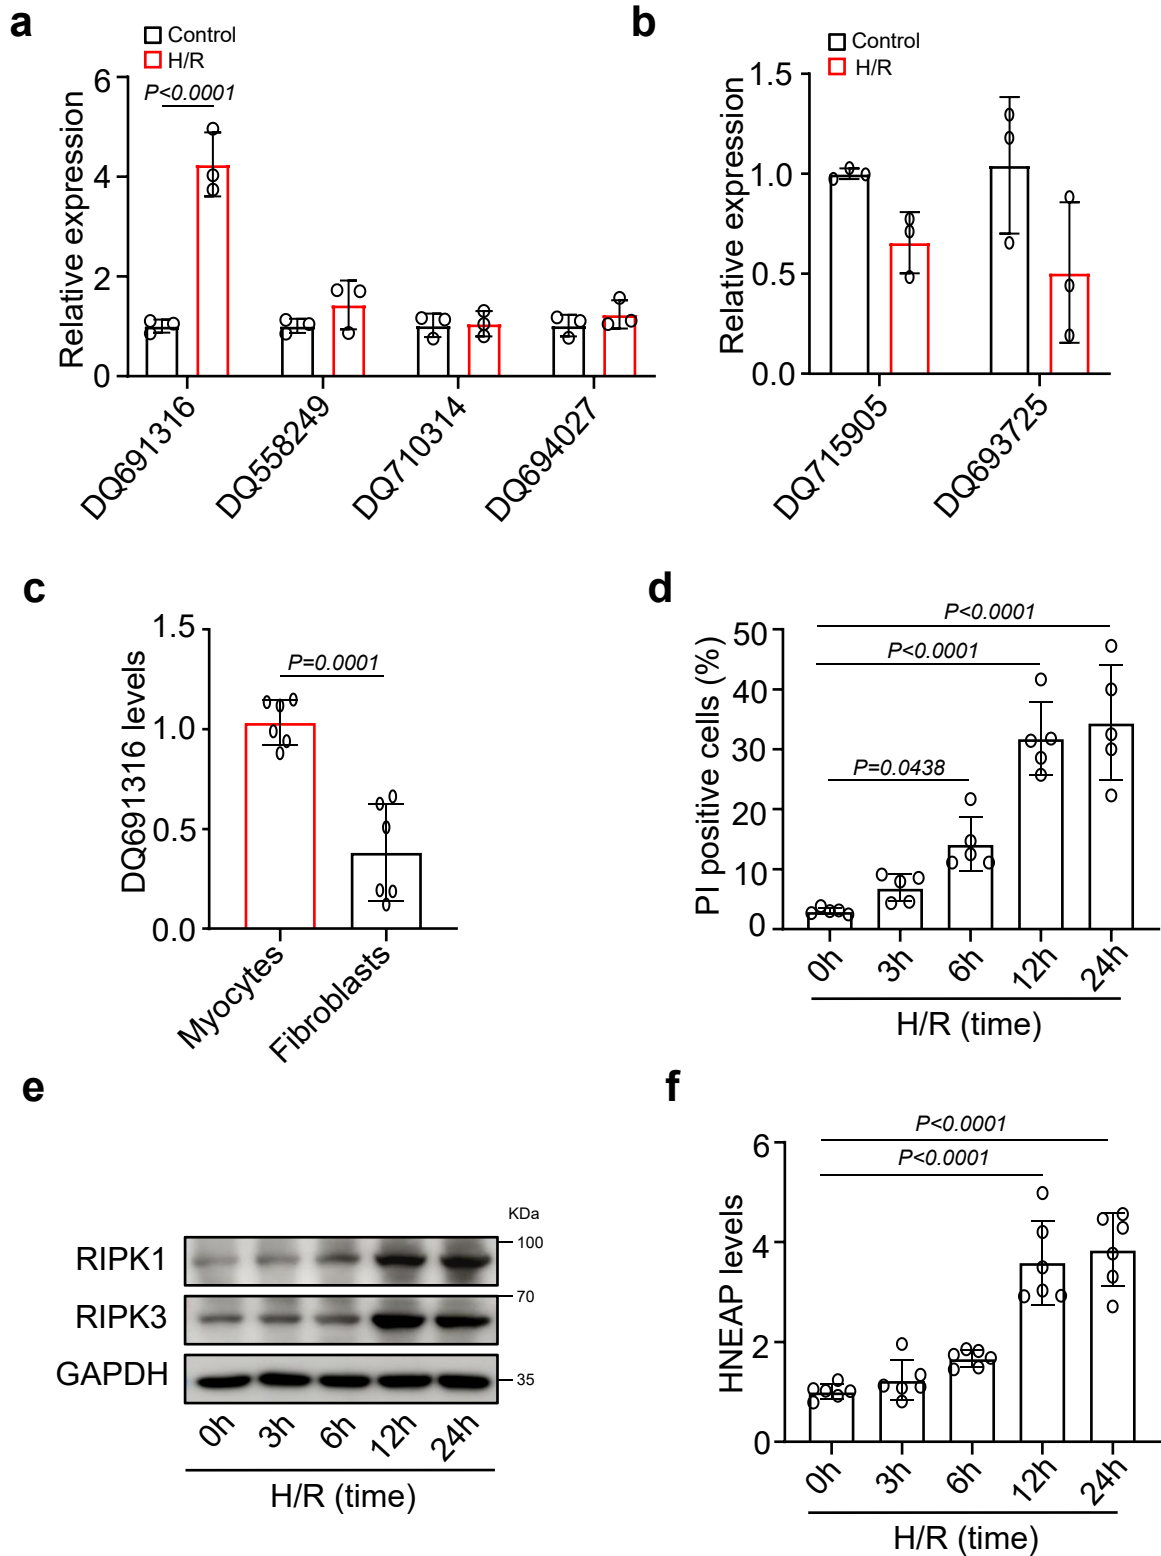 a
Control
H/R
P<0.0001
Relative expression
6
4
2
0
DQ691316
DQ558249
DQ710314
DQ694027
b
Control
H/R
Relative expression
1.5
1.0
0.5
0.0
DQ715905
DQ693725
c
DQ691316 levels
1.5
1.0
0.5
0.0
P=0.0001
Myocytes
Fibroblasts
d
PI positive cells (%)
50
40
30
20
10
0
P<0.0001
P<0.0001
P=0.0438
0h
3h
6h
12h
24h
H/R (time)
e
KDa
RIPK1
100
RIPK3
70
GAPDH
35
0h
3h
6h
12h
24h
H/R (time)
f
HNEAP levels
6
4
2
0
P<0.0001
P<0.0001
0h
3h
6h
12h
24h
H/R (time)